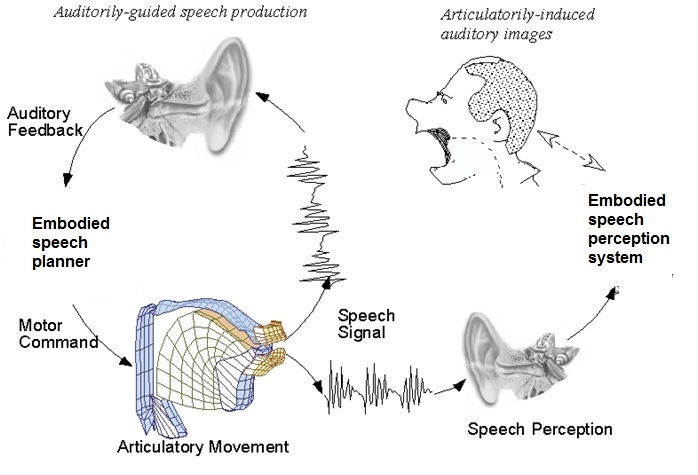 Auditorily-guided speech production
Articulatorily-induced
auditory images
Auditory
Feedback
Embodied
speech
planner
Embodied
speech
perception
system
Motor
Command
Speech
Signal
Articulatory Movement
Speech Perception